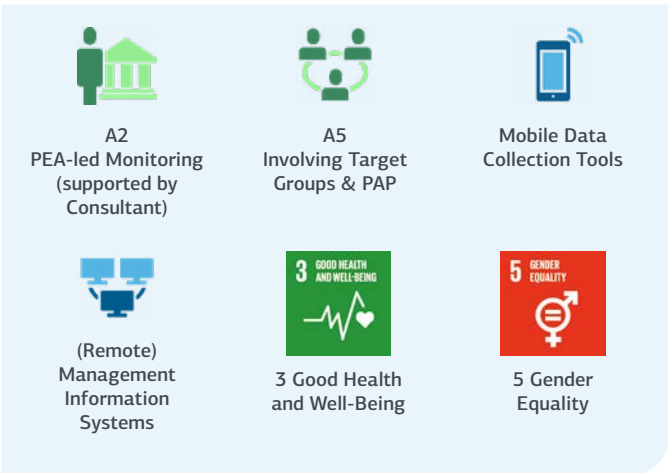 A2
PEA-led Monitoring
(supported by
Consultant)
A5
Involving Target
Groups & PAP
Mobile Data
Collection Tools
(Remote)
Management
Information
Systems
3 GOOD HEALTH
AND WELL-BEING
3 Good Health
and Well-Being
5 GENDER
EQUALITY
5 Gender
Equality